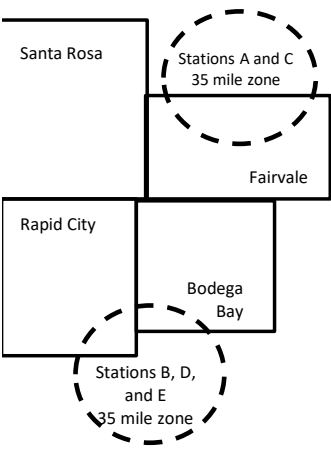 Santa Rosa
Stations A and C
35 mile zone
Fairvale
Rapid City
Bodega
Bay
Stations B, D,
and E
35 mile zone